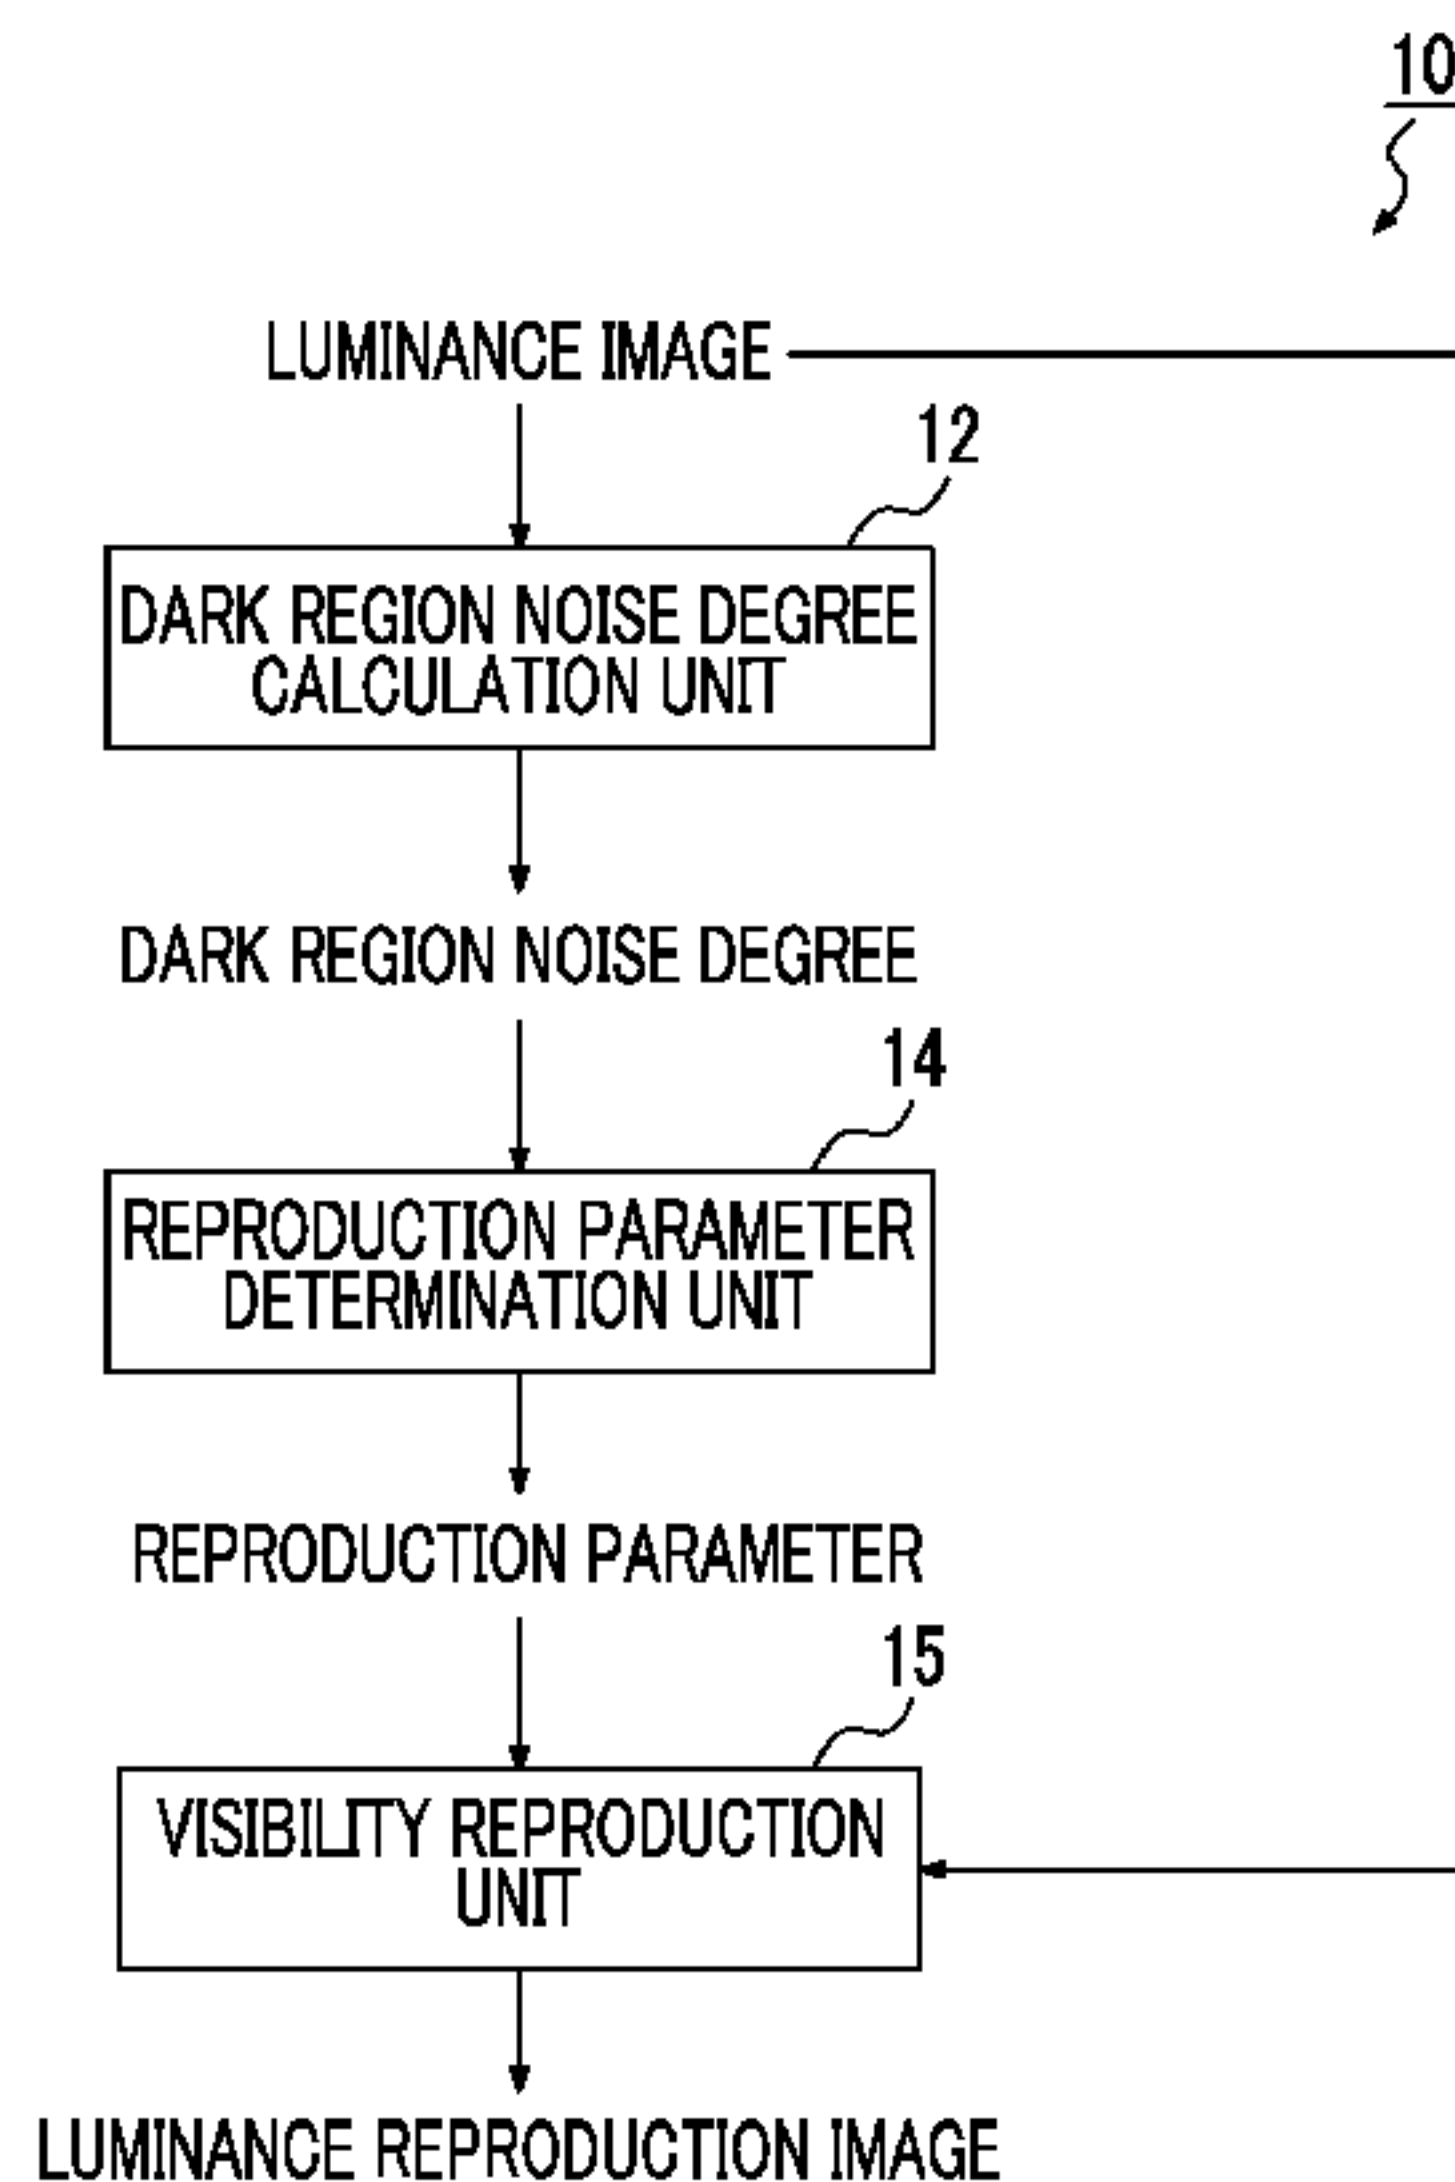 10
LUMINANCE IMAGE
12
DARK REGION NOISE DEGREE
CALCULATION UNIT
DARK REGION NOISE DEGREE
14
REPRODUCTION PARAMETER
DETERMINATION UNIT
REPRODUCTION PARAMETER
15
VISIBILITY REPRODUCTION
UNIT
LUMINANCE REPRODUCTION IMAGE